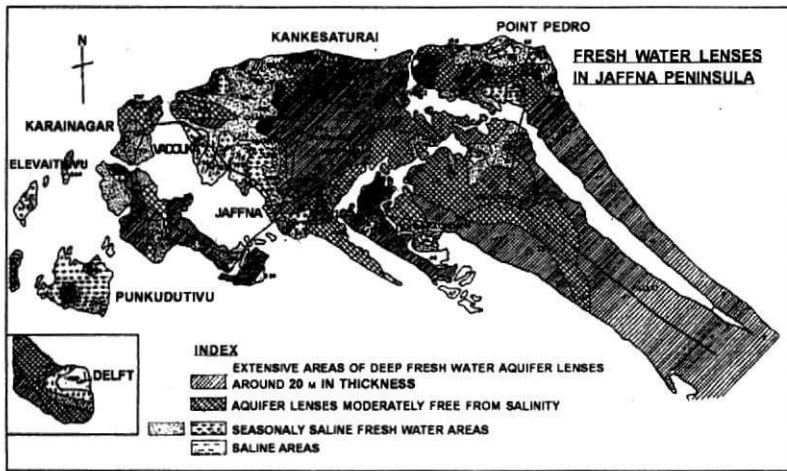 POINT PEDRO
KANKESATURAI
N
FRESH WATER LENSES
IN JAFFNA PENINSULA
KARAINAGAR
ELEVAITIUVU
JAFFNA
PUNKUDUTIVU
DELFT
INDEX
EXTENSIVE AREAS OF DEEP FRESH WATER AQUIFER LENSES
AROUND 20 M IN THICKNESS
AQUIFER LENSES MODERATELY FREE FROM SALINITY
SEASONALY SALINE FRESH WATER AREAS
SALINE AREAS